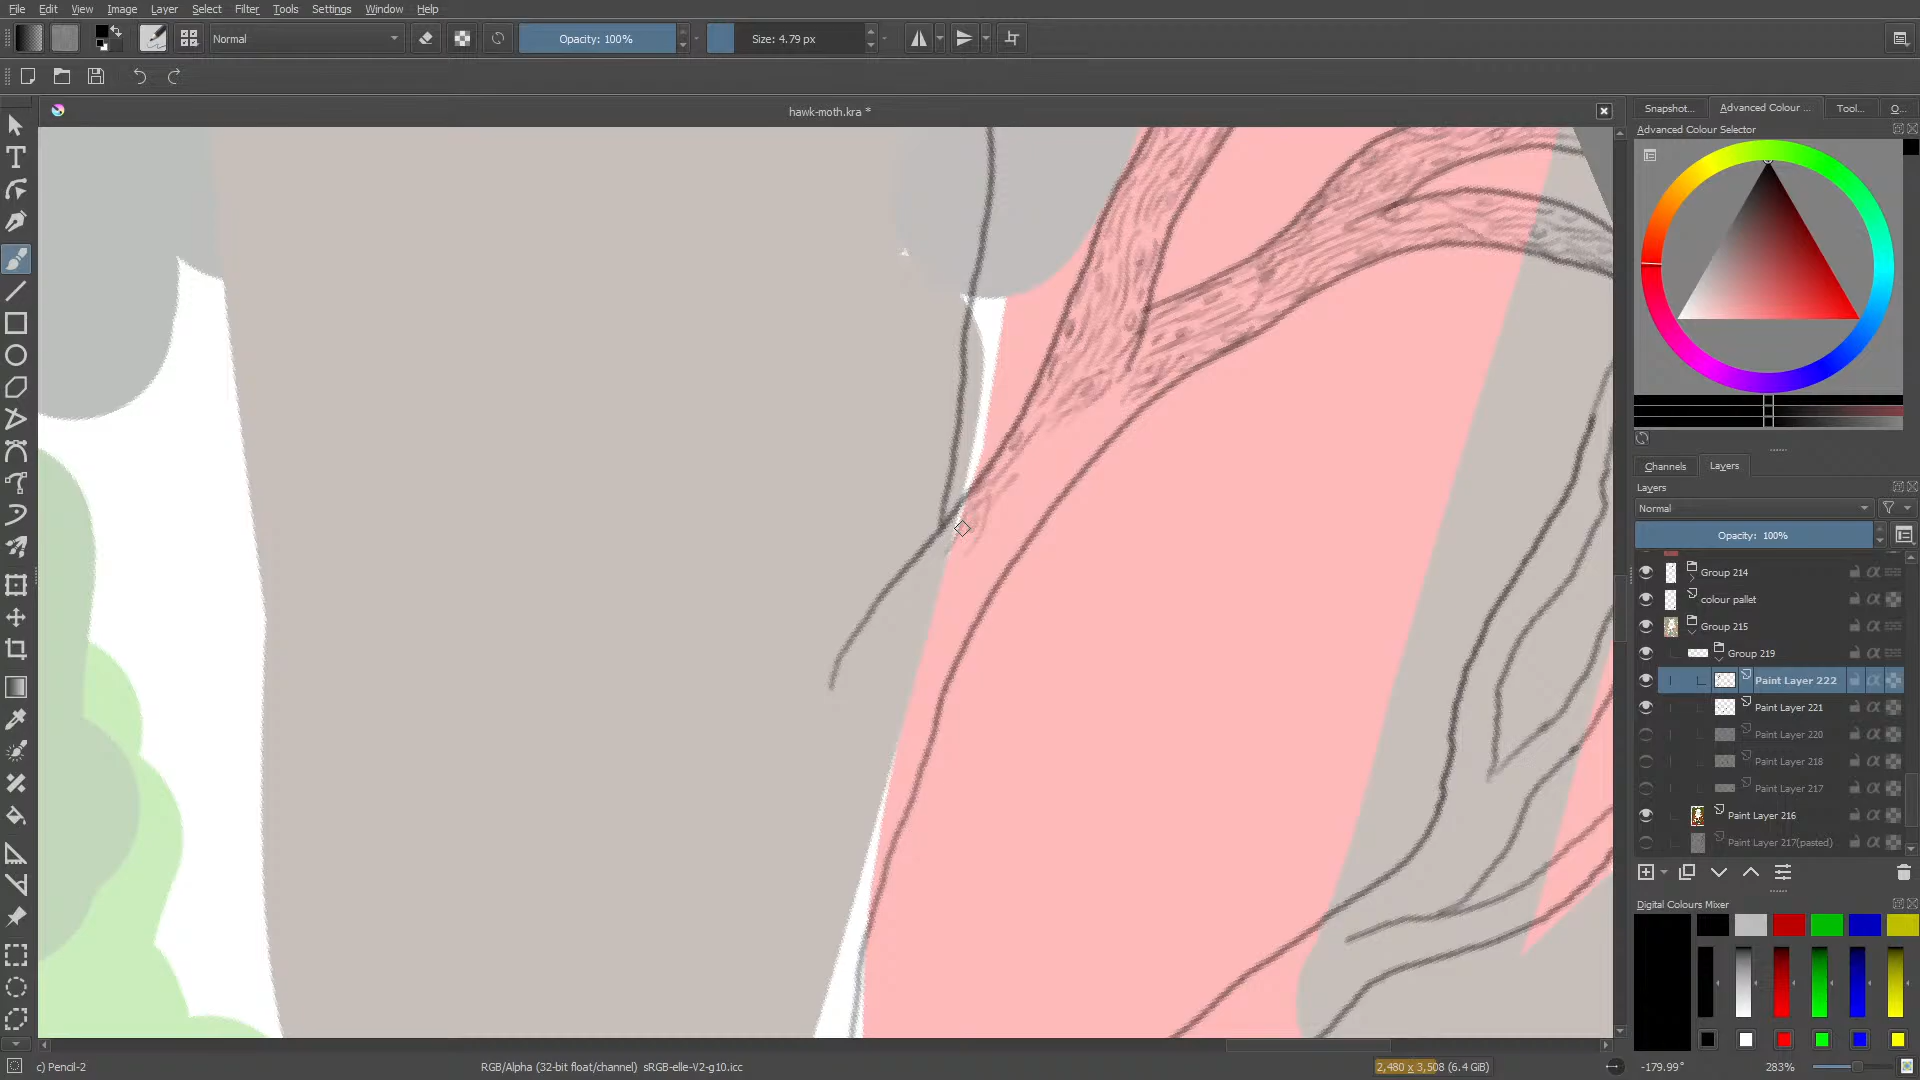 File Edit View Image Layer Select Filter Tools Settings Window Help
Normal Opacity: 100% Size: 4.79 px
hawk-moth.kra *
Snapshot... Advanced Colour ... Tool... O...
Advanced Colour Selector
Channels Layers
Layers
Normal
Opacity: 100%
Group 214
colour pallet
Group 215
Group 219
Paint Layer 222
Paint Layer 221
Paint Layer 220
Paint Layer 218
Paint Layer 217
Paint Layer 216
Paint Layer 217(pasted)
Digital Colours Mixer
c) Pencil-2 RGB/Alpha (32-bit float/channel) sRGB-elle-V2-g10.icc 2,480 x 3,508 (6.4 GiB) -179.99° 283%